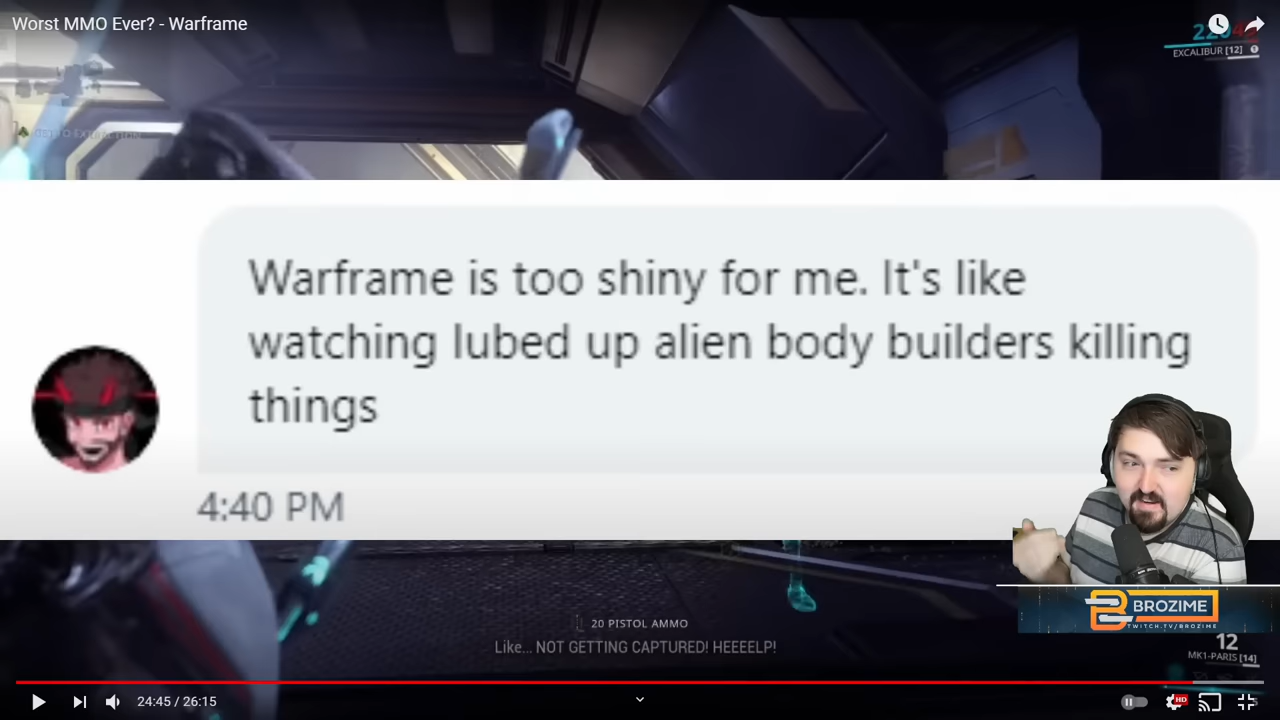 Worst MMO Ever? - Warframe
EXCALIBUR [12]
Warframe is too shiny for me. It's like
watching lubed up alien body builders killing
things
4:40 PM
BROZIME
TWITCH.TV/BROZIME
20 PISTOL AMMO
Like... NOT GETTING CAPTURED! HEEEELP!
12
MK1-PARIS [14]
24:45 / 26:15
HD